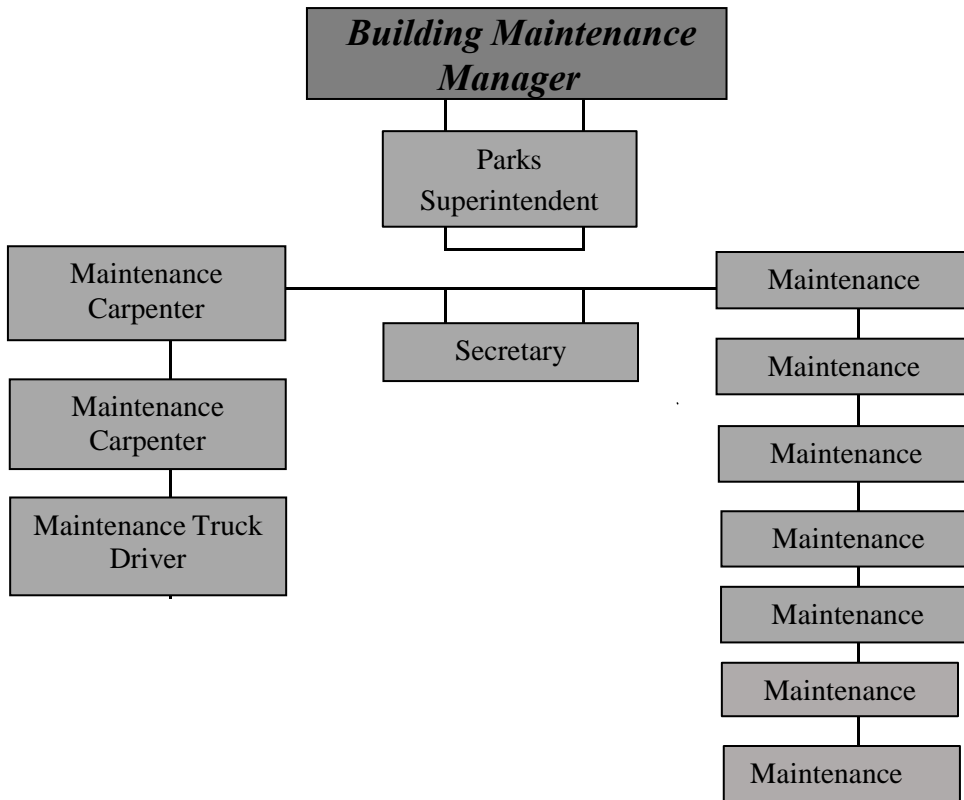 Building Maintenance
Manager
Parks
Superintendent
Maintenance
Carpenter
Maintenance
Secretary
Maintenance
Maintenance
Carpenter
Maintenance
Maintenance Truck
Driver
Maintenance
Maintenance
Maintenance
Maintenance